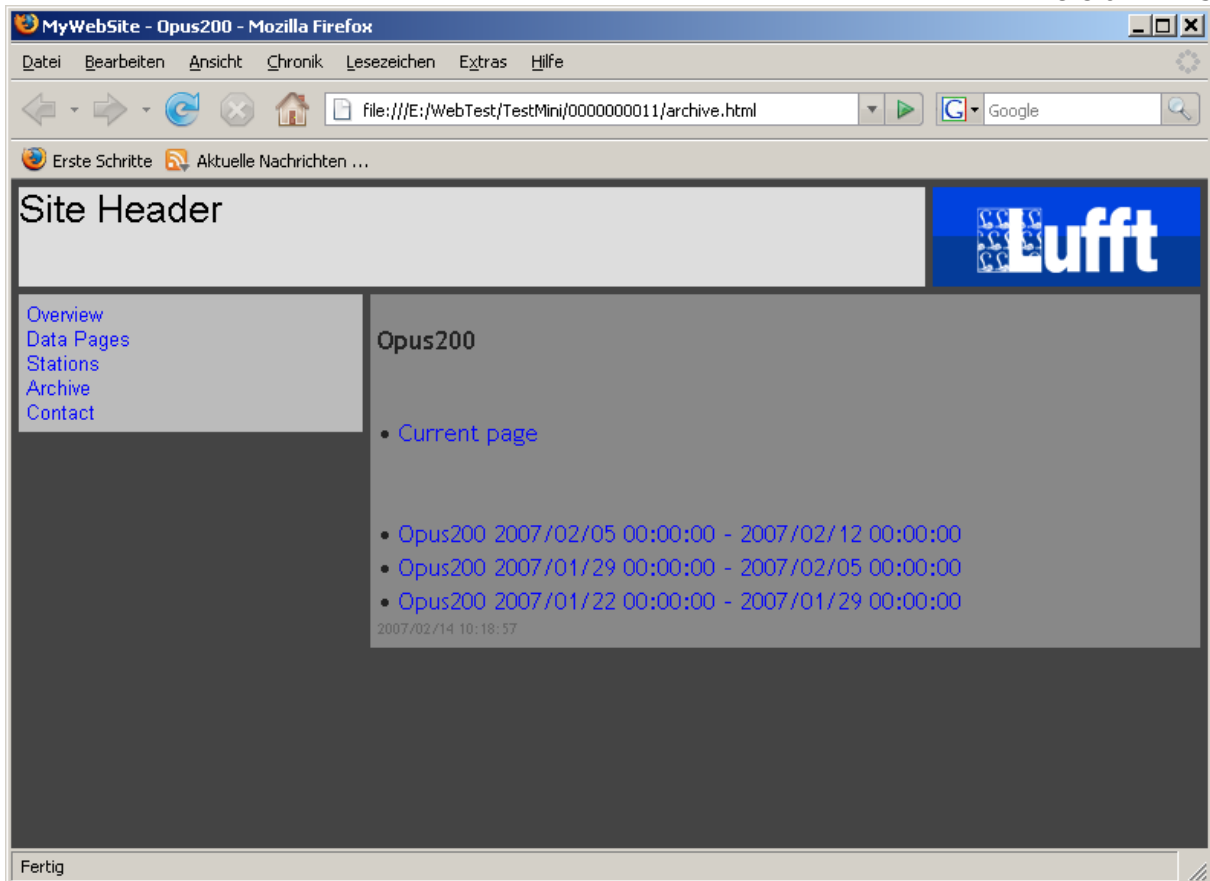 MyWebSite - Opus200 - Mozilla Firefox
Datei Bearbeiten Ansicht Chronik Lesezeichen Extras Hilfe
file:///E:/WebTest/TestMini/0000000011/archive.html
G Google
Erste Schritte Aktuelle Nachrichten ...
Site Header
Lufft
Overview
Data Pages
Stations
Archive
Contact
Opus200
• Current page
• Opus200 2007/02/05 00:00:00 - 2007/02/12 00:00:00
• Opus200 2007/01/29 00:00:00 - 2007/02/05 00:00:00
• Opus200 2007/01/22 00:00:00 - 2007/01/29 00:00:00
2007/02/14 10:18:57
Fertig